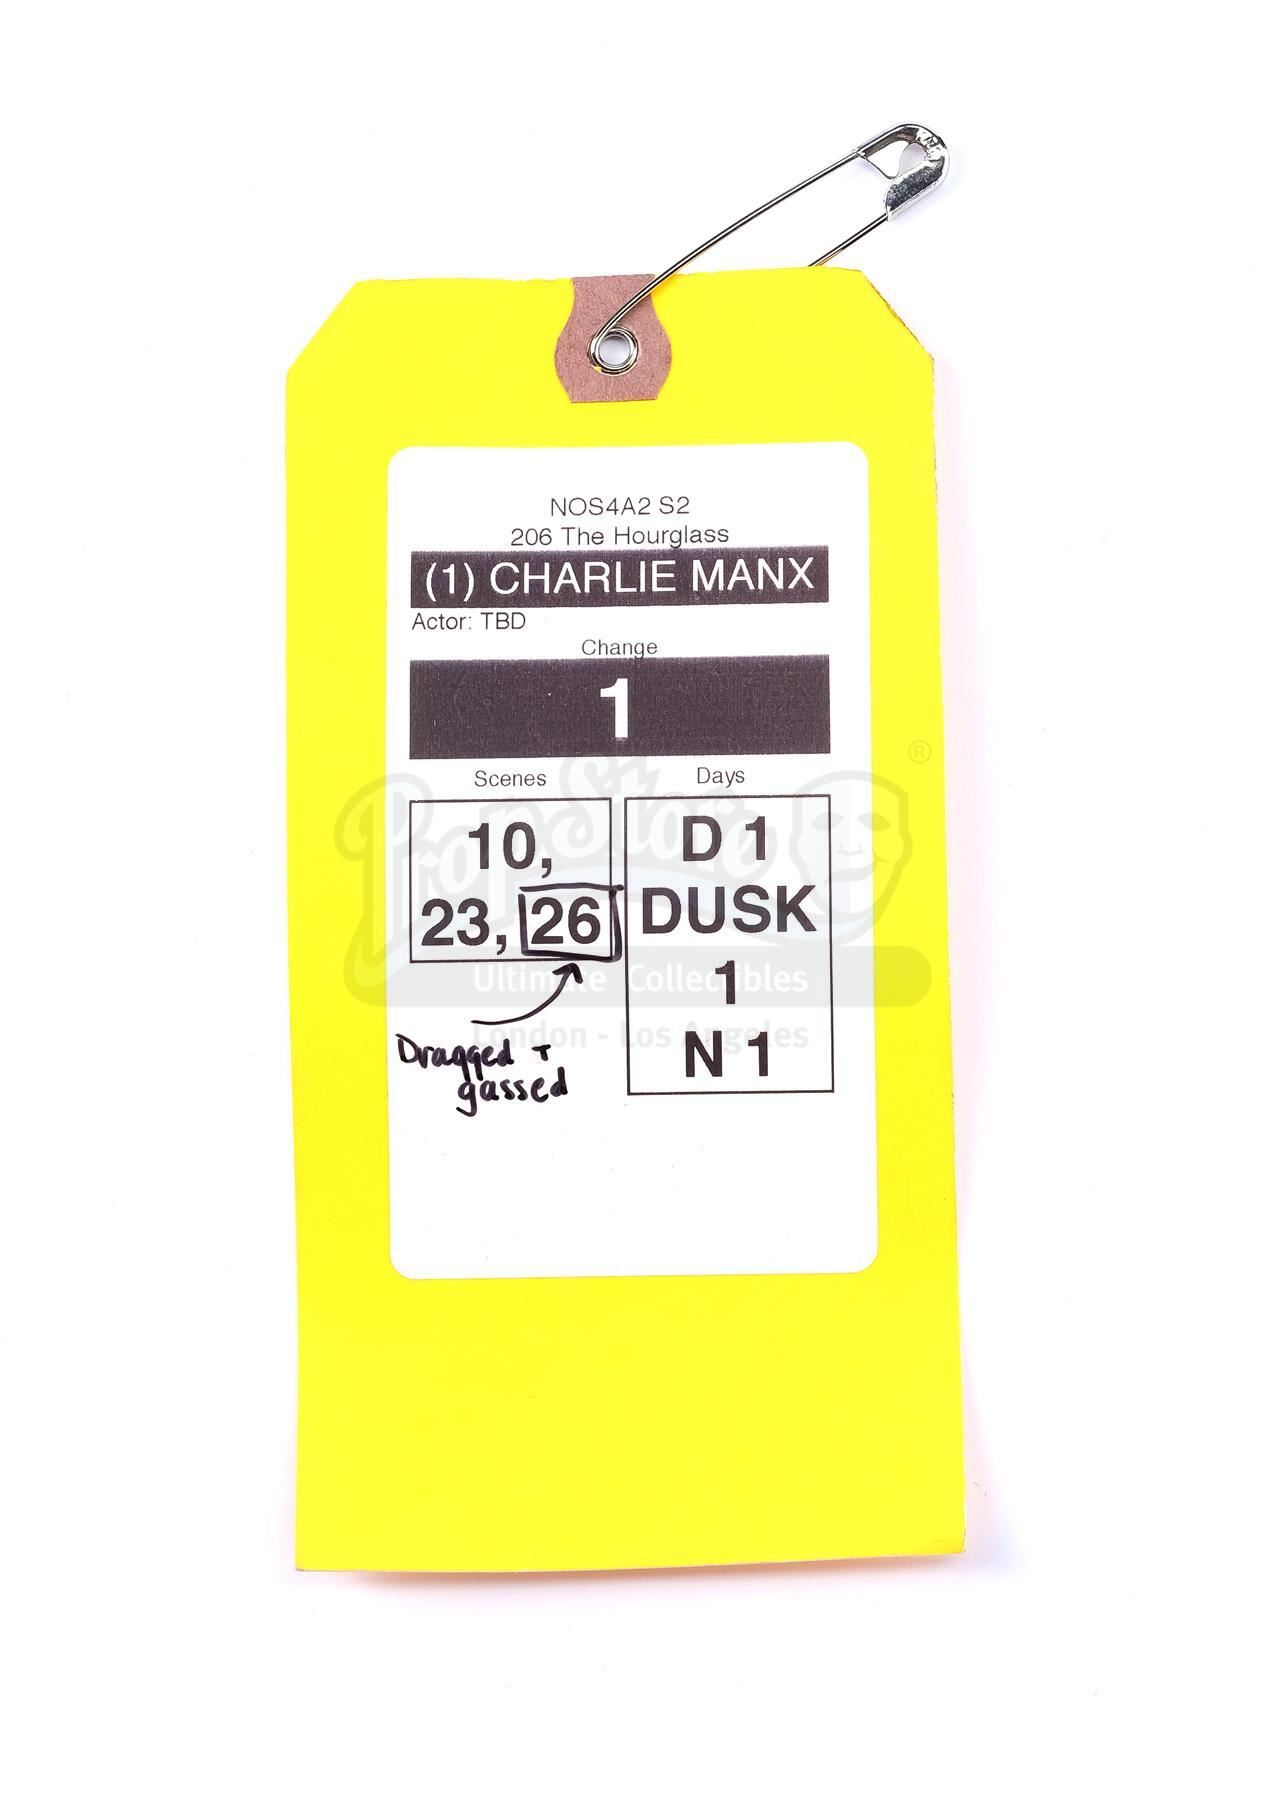 NOS4A2 S2
206 The Hourglass
(1) CHARLIE MANX
Actor: TBD
Change
1
Scenes
Days
10,
23, 26
D 1
DUSK
1
N 1
Dragged +
gassed
Prop Store
®
Ultimate Collectibles
London - Los Angeles